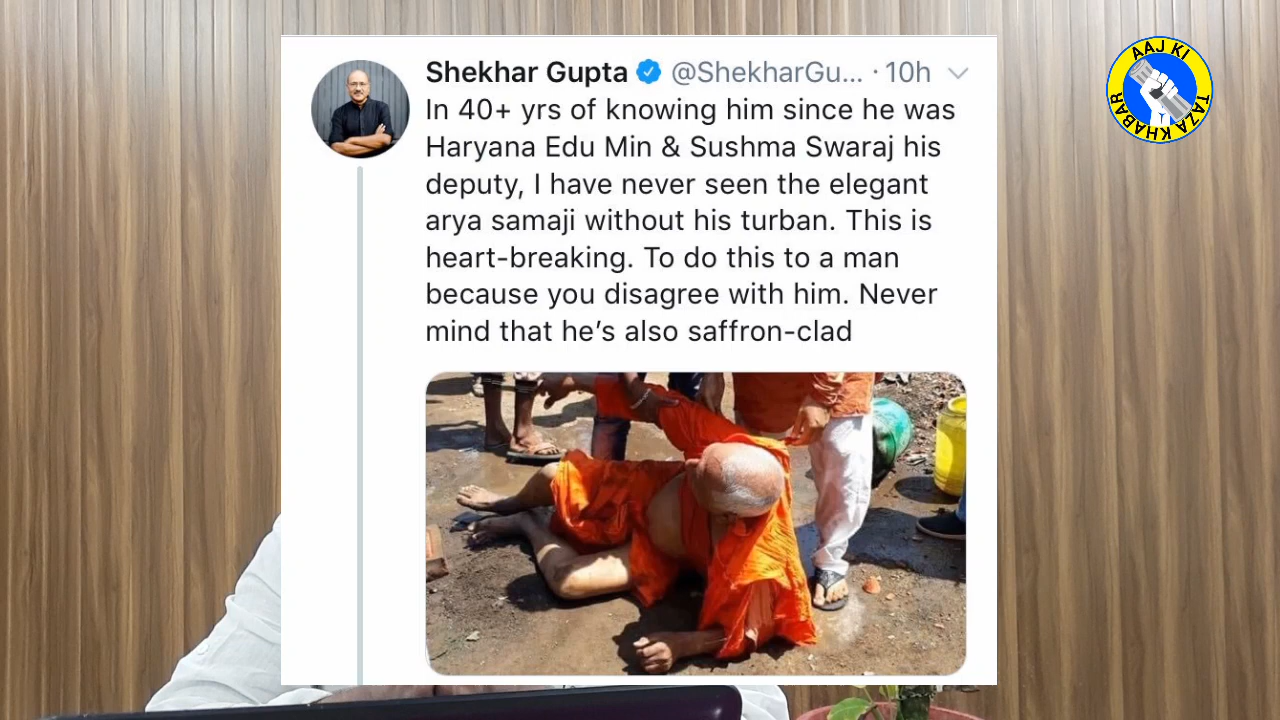 Shekhar Gupta @ShekharGu... · 10h
In 40+ yrs of knowing him since he was
Haryana Edu Min & Sushma Swaraj his
deputy, I have never seen the elegant
arya samaji without his turban. This is
heart-breaking. To do this to a man
because you disagree with him. Never
mind that he’s also saffron-clad
AAJ KI
TAZA KHABAR